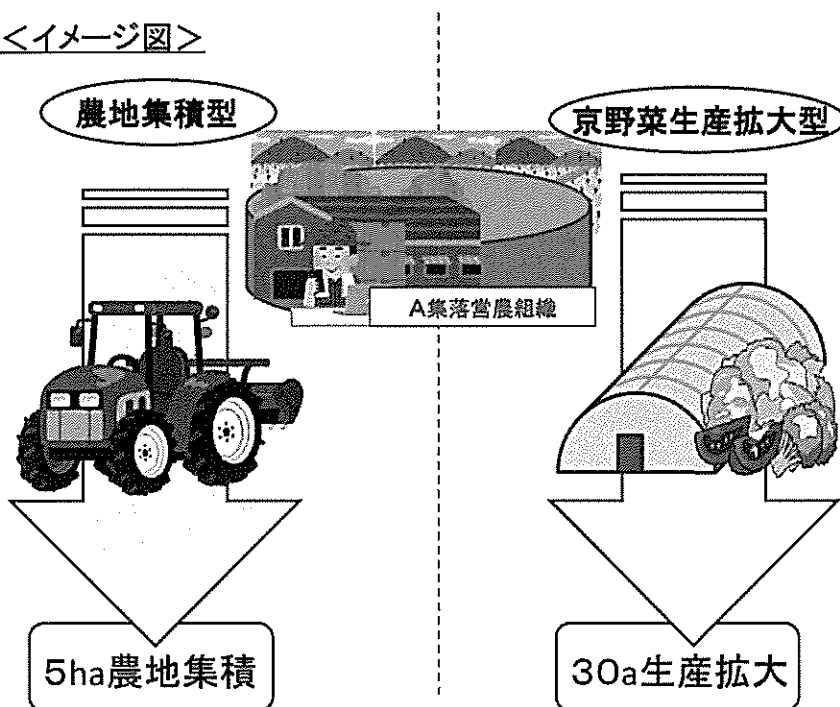 ＜イメージ図＞
農地集積型
京野菜生産拡大型
A集落営農組織
5ha農地集積
30a生産拡大